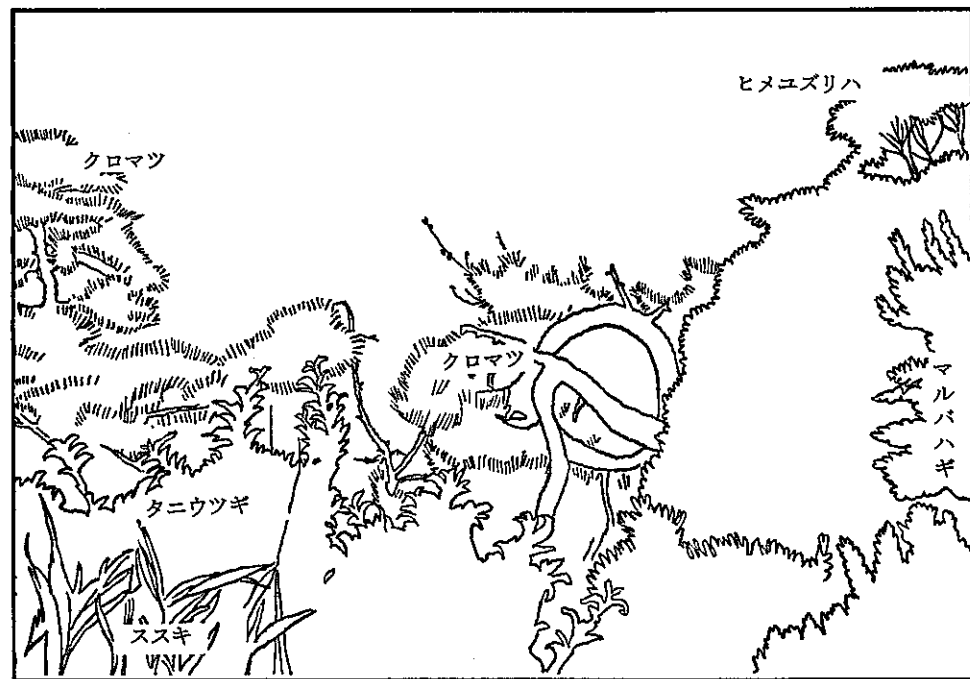 ヒメユズリハ
クロマツ
クロマツ
マルバハギ
タニウツギ
ススキ